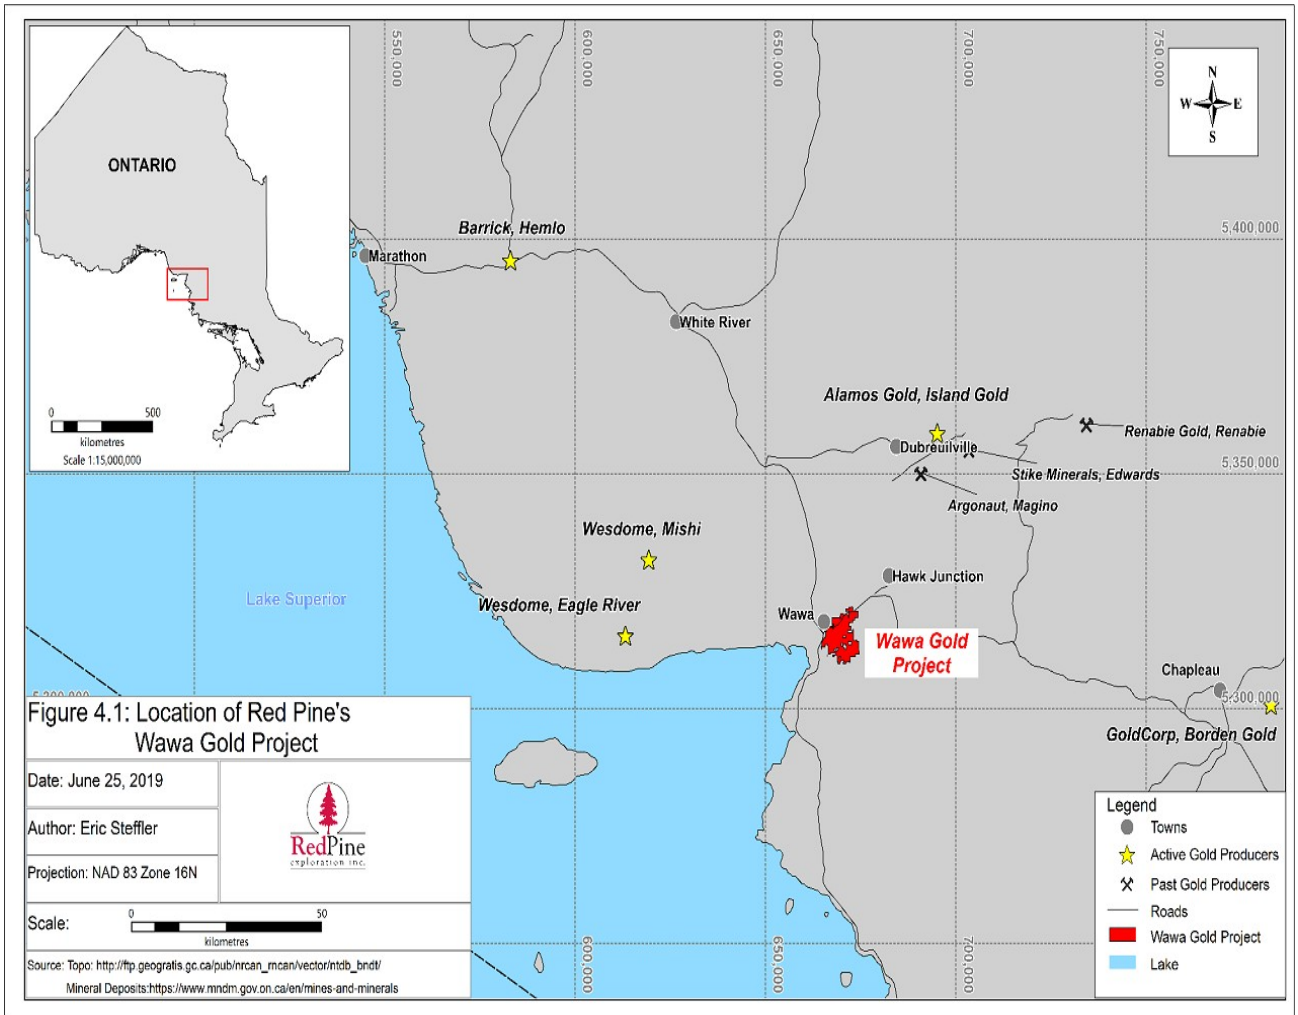 550,000
600,000
650,000
700,000
750,000
N
W E
S
ONTARIO
0 500
kilometres
Scale 1:15,000,000
Barrick, Hemlo
5,400,000
Marathon
White River
Alamos Gold, Island Gold
Renabie Gold, Renabie
Dubreuilville
5,350,000
Stike Minerals, Edwards
Argonaut, Magino
Wesdome, Mishi
Hawk Junction
Lake Superior
Wesdome, Eagle River
Wawa
Wawa Gold
Project
Chapleau
5,300,000
5,300,000
GoldCorp, Borden Gold
Figure 4.1: Location of Red Pine's
Wawa Gold Project
Date: June 25, 2019
Author: Eric Steffler
Projection: NAD 83 Zone 16N
RedPine
exploration inc.
Scale:
0 50
kilometres
Source: Topo: http://ftp.geogratis.gc.ca/pub/nrcan_rncan/vector/ntdb_bndt/
Mineral Deposits:https://www.mndm.gov.on.ca/en/mines-and-minerals
600,000
650,000
700,000
Legend
Towns
Active Gold Producers
Past Gold Producers
Roads
Wawa Gold Project
Lake